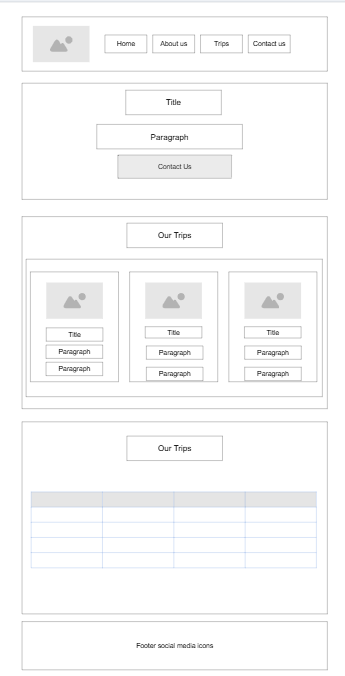 Home
About us
Trips
Contact us
Title
Paragraph
Contact Us
Our Trips
Title
Paragraph
Paragraph
Title
Paragraph
Paragraph
Title
Paragraph
Paragraph
Our Trips
Footer social media icons